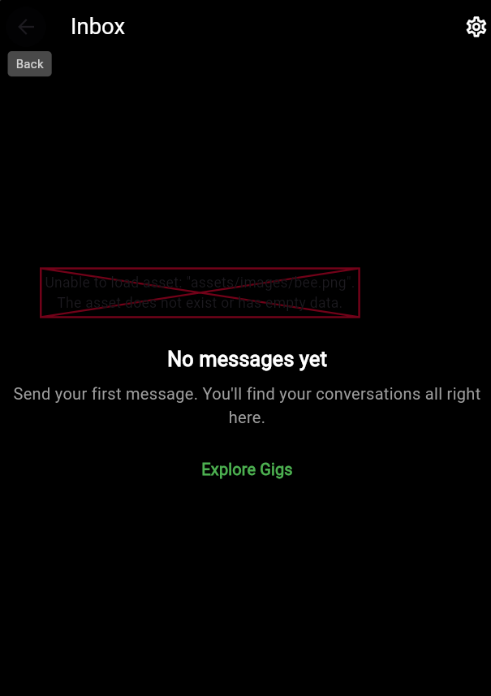 Inbox
Back
Unable to load asset: "assets/images/bee.png".
The asset does not exist or has empty data.
No messages yet
Send your first message. You'll find your conversations all right
here.
Explore Gigs